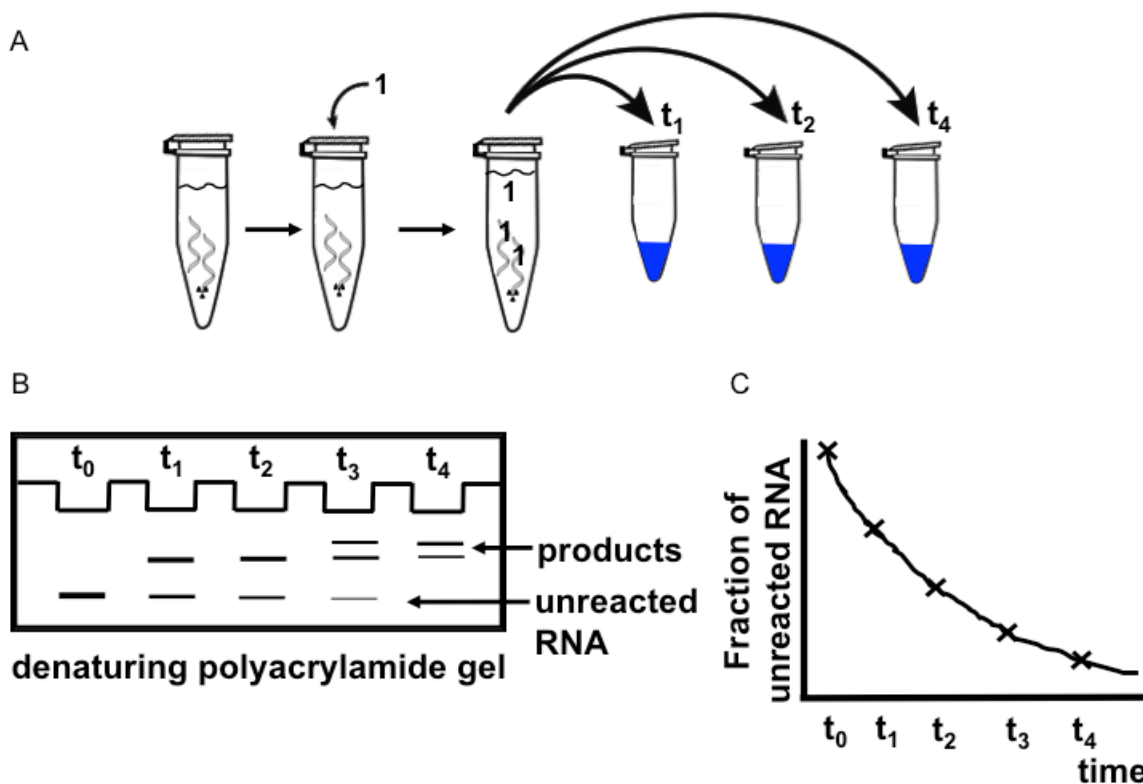 A
1
t₁ t₂ t₄
1
1
1
B
t₀ t₁ t₂ t₃ t₄
products
unreacted
RNA
denaturing polyacrylamide gel
C
Fraction of
unreacted RNA
t₀ t₁ t₂ t₃ t₄
time